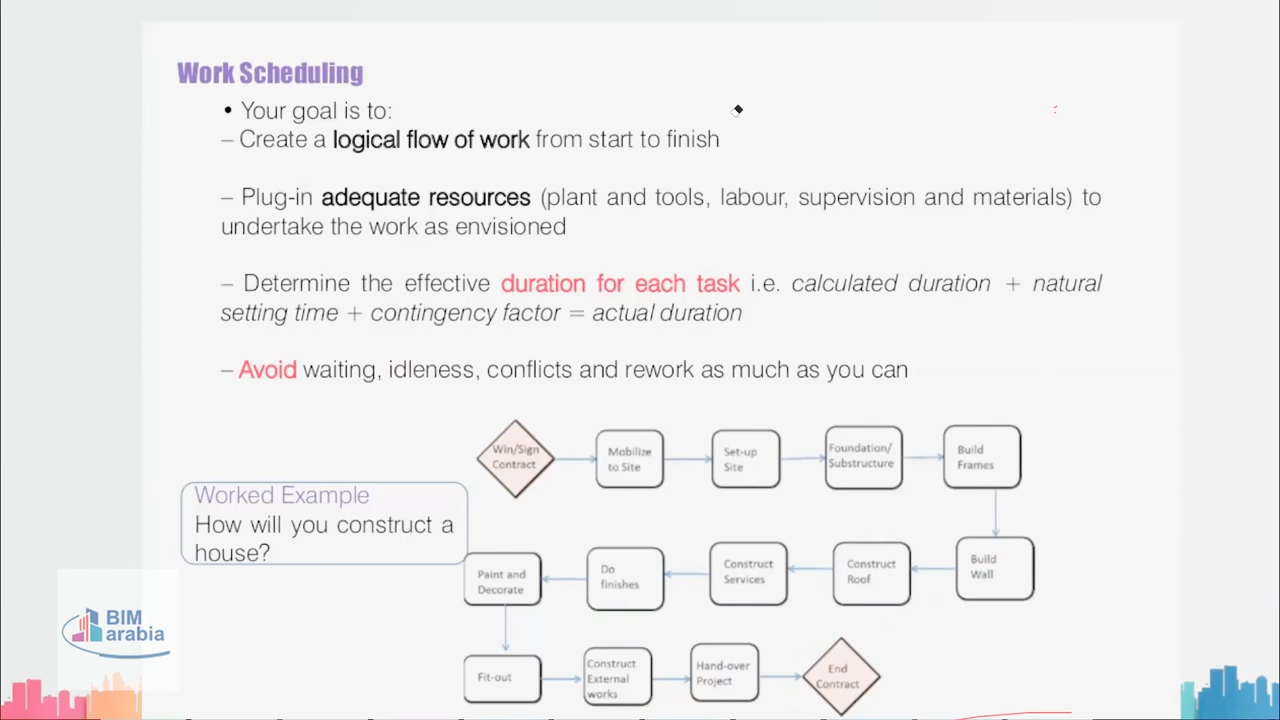 Work Scheduling
• Your goal is to:
– Create a logical flow of work from start to finish
– Plug-in adequate resources (plant and tools, labour, supervision and materials) to
undertake the work as envisioned
– Determine the effective duration for each task i.e. calculated duration + natural
setting time + contingency factor = actual duration
– Avoid waiting, idleness, conflicts and rework as much as you can
Worked Example
How will you construct a
house?
Win/Sign
Contract
Mobilize
to Site
Set-up
Site
Foundation/
Substructure
Build
Frames
Build
Wall
Construct
Roof
Construct
Services
Do
finishes
Paint and
Decorate
Fit-out
Construct
External
works
Hand-over
Project
End
Contract
BIM
arabia